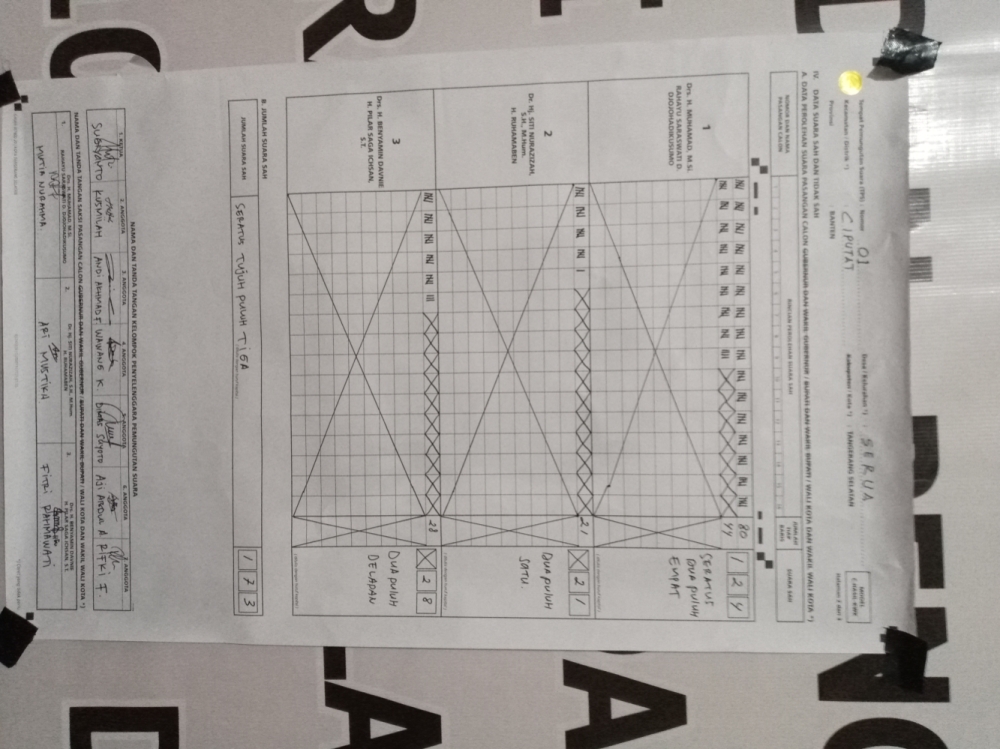 Tempat Pemungutan Suara (TPS) : Nomor 01 Desa / Kelurahan *) : SERUA
Kecamatan / Distrik *) : CIPUTAT Kabupaten / Kota *) : TANGERANG SELATAN
Provinsi : BANTEN
MODEL
C.HASIL-KWK
IV. DATA SUARA SAH DAN TIDAK SAH
A. DATA PEROLEHAN SUARA PASANGAN CALON GUBERNUR DAN WAKIL GUBERNUR / BUPATI DAN WAKIL BUPATI / WALI KOTA DAN WAKIL WALI KOTA *)
NOMOR DAN NAMA
PASANGAN CALON
RINCIAN PEROLEHAN SUARA SAH
JUMLAH
TIAP
BARIS
SUARA SAH
1
Drs. H. MUHAMAD, M.Si.
RAHAYU SARASWATI D.
DJOJOHADIKUSUMO
80
44
1 2 4
SERATUS
DUA PULUH
EMPAT
2
Dr. Hj. SITI NURAZIZAH,
S.H., M.Hum.
H. RUHAMABEN
21
X 2 1
DUA PULUH
SATU.
3
Drs. H. BENYAMIN DAVNIE
H. PILAR SAGA ICHSAN,
S.T.
28
X 2 8
DUA PULUH
DELAPAN
B. JUMLAH SUARA SAH
JUMLAH SUARA SAH SERATUS TUJUH PULUH TIGA 1 7 3
NAMA DAN TANDA TANGAN KELOMPOK PENYELENGGARA PEMUNGUTAN SUARA
1. KETUA 2. ANGGOTA 3. ANGGOTA 4. ANGGOTA 5. ANGGOTA 6. ANGGOTA 7. ANGGOTA
SUGIYANTO KUSMILAH ANDI AKHMAD F. WAWANG K. DIMAS SUYOTO AJI ABDUL A. RIFKI F.
NAMA DAN TANDA TANGAN SAKSI PASANGAN CALON GUBERNUR DAN WAKIL GUBERNUR / BUPATI DAN WAKIL BUPATI / WALI KOTA DAN WAKIL WALI KOTA *)
1. Drs. H. MUHAMAD, M.Si. 2. Dr. Hj. SITI NURAZIZAH, S.H., M.Hum. 3. Drs. H. BENYAMIN DAVNIE
RAHAYU SARASWATI D. DJOJOHADIKUSUMO H. RUHAMABEN H. PILAR SAGA ICHSAN, S.T.
MUTIA NURAHMA. ARI MUSTIKA FITRI RAHMAWATI